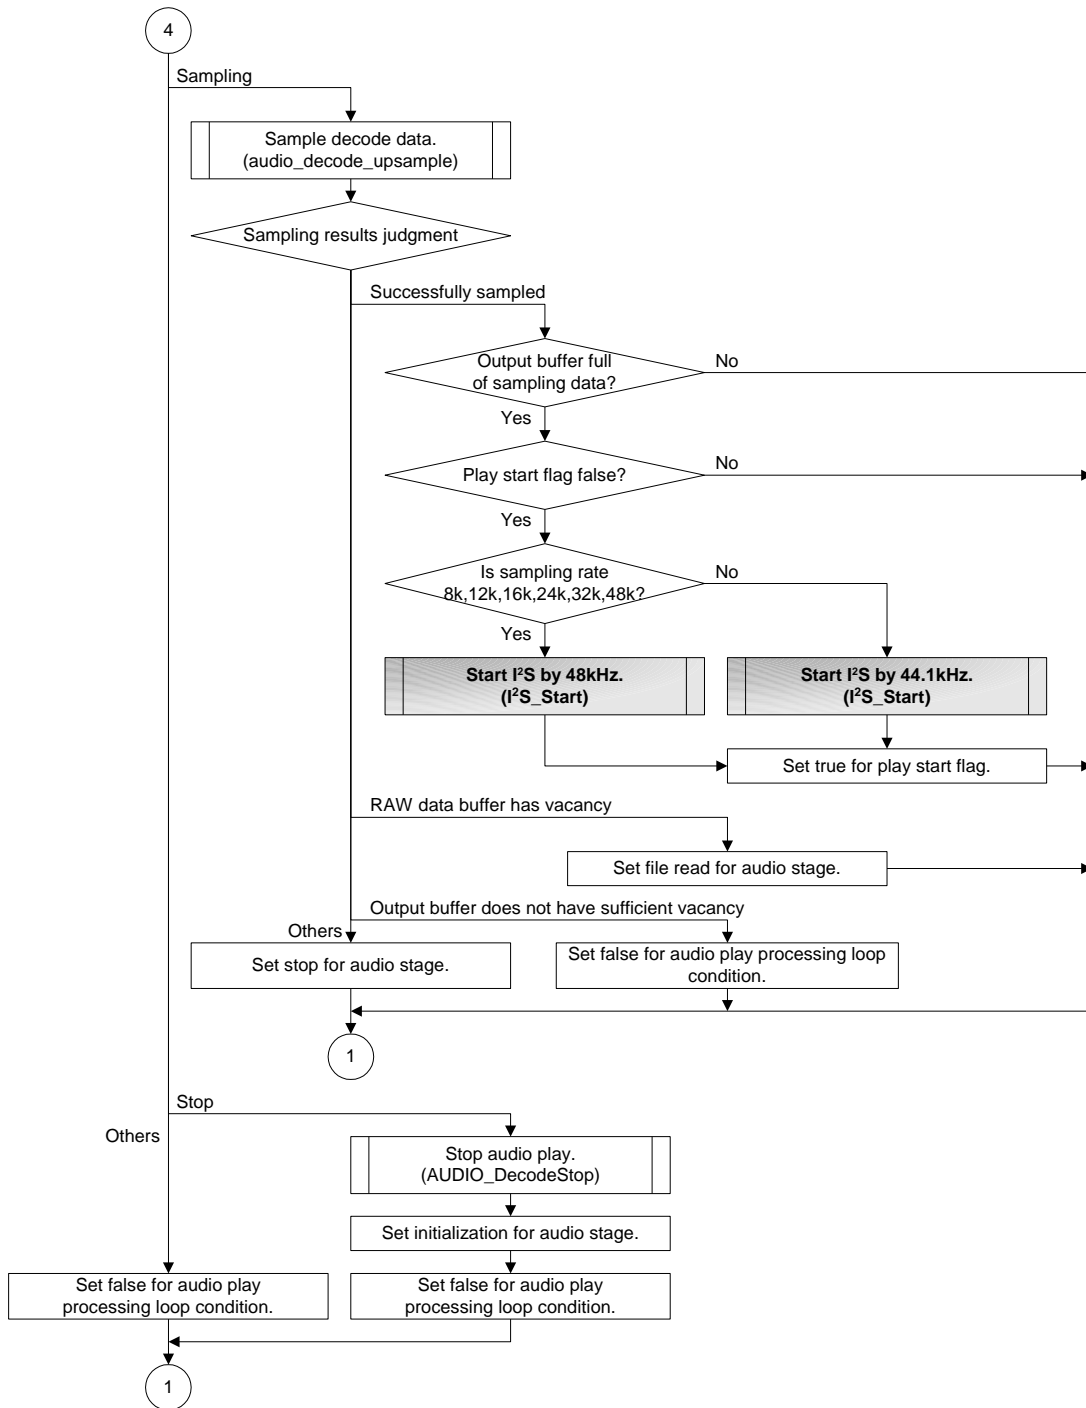 4
Sampling
Sample decode data.
(audio_decode_upsample)
Sampling results judgment
Successfully sampled
Output buffer full
of sampling data?
No
Yes
Play start flag false?
No
Yes
Is sampling rate
8k,12k,16k,24k,32k,48k?
No
Yes
Start I²S by 48kHz.
(I²S_Start)
Start I²S by 44.1kHz.
(I²S_Start)
Set true for play start flag.
RAW data buffer has vacancy
Set file read for audio stage.
Output buffer does not have sufficient vacancy
Others
Set stop for audio stage.
Set false for audio play processing loop
condition.
1
Stop
Others
Stop audio play.
(AUDIO_DecodeStop)
Set initialization for audio stage.
Set false for audio play
processing loop condition.
Set false for audio play
processing loop condition.
1